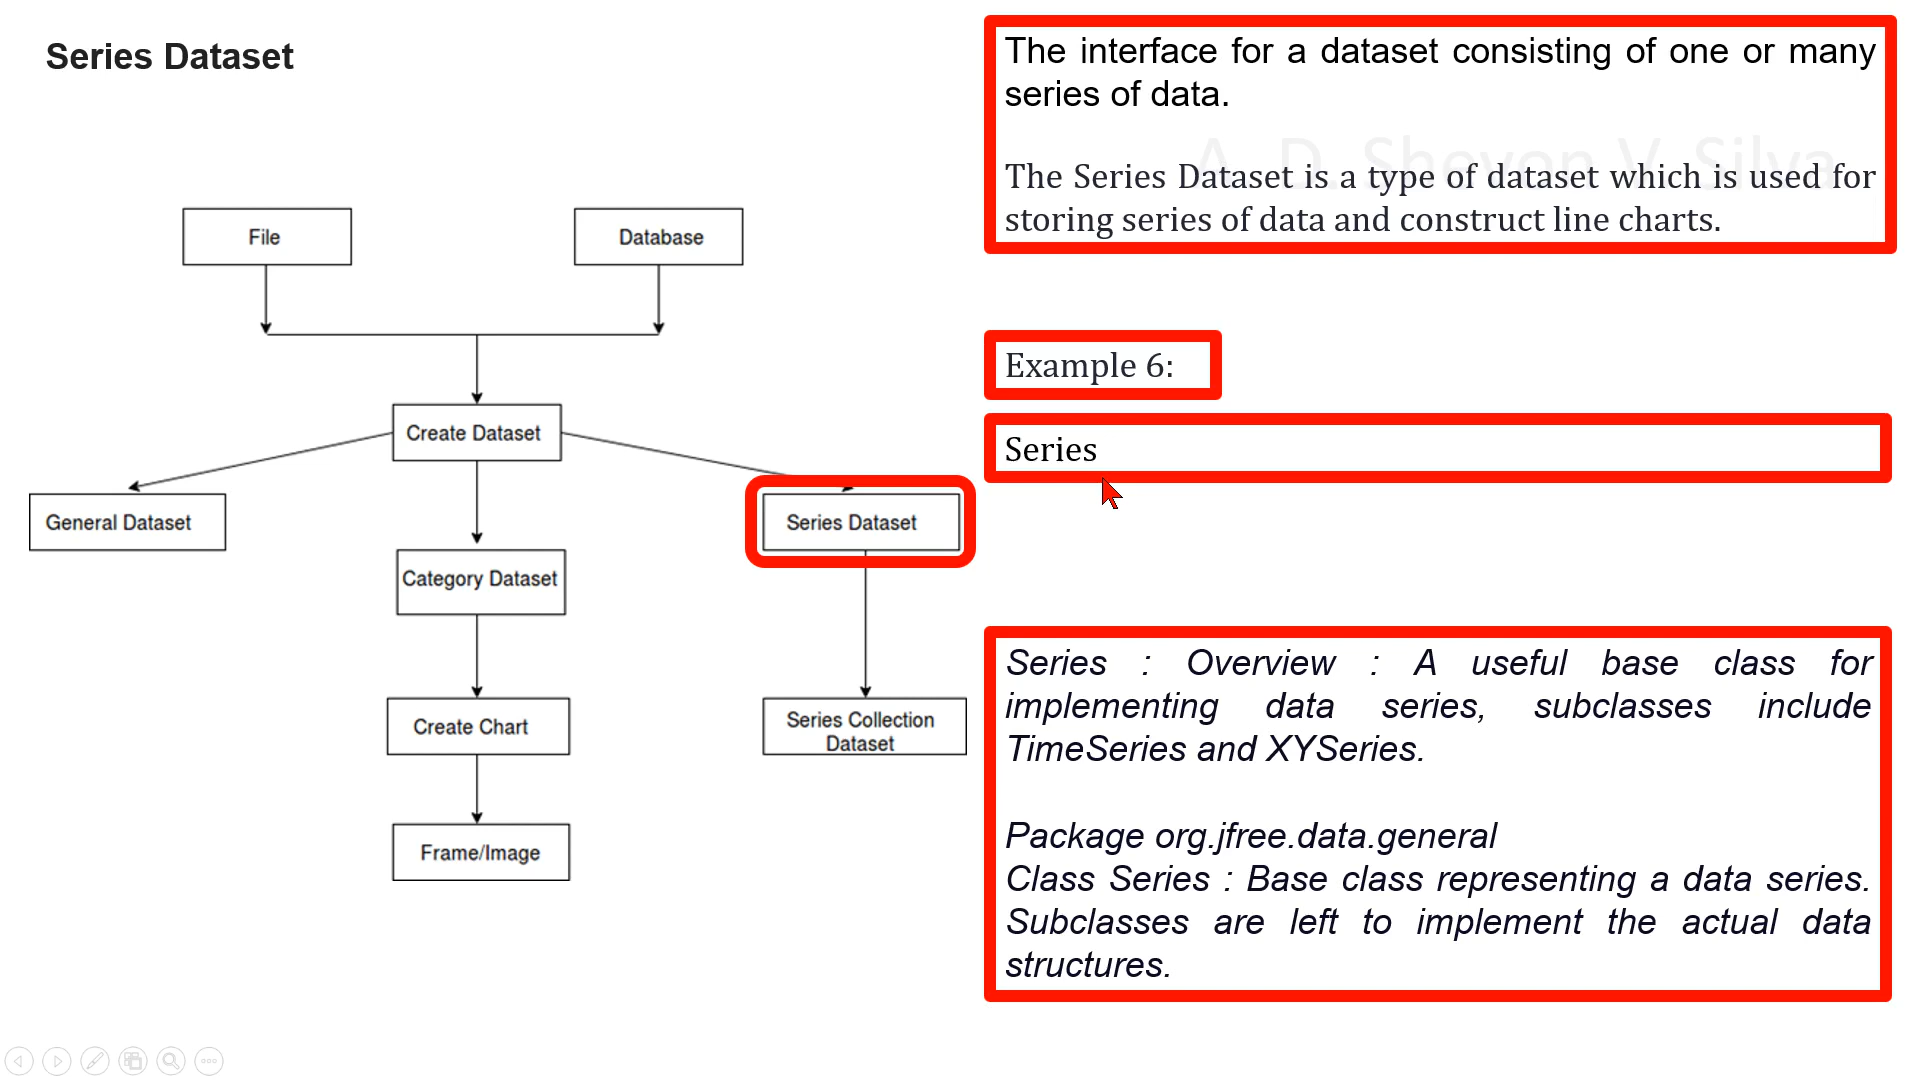 Series Dataset
The interface for a dataset consisting of one or many
series of data.
A. D. Shevon V. Silva
The Series Dataset is a type of dataset which is used for
storing series of data and construct line charts.
File
Database
Example 6:
Create Dataset
Series
General Dataset
Series Dataset
Category Dataset
Series : Overview : A useful base class for
implementing data series, subclasses include
TimeSeries and XYSeries.
Create Chart
Series Collection
Dataset
Package org.jfree.data.general
Frame/Image
Class Series : Base class representing a data series.
Subclasses are left to implement the actual data
structures.